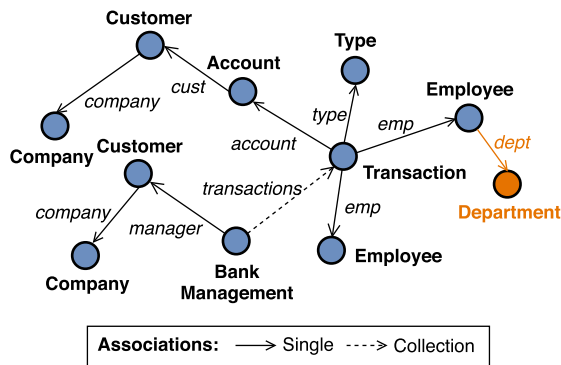 Customer
Type
Account
Employee
cust
company
type
emp
dept
Company
Customer
account
Transaction
transactions
Department
company
manager
emp
Company
Bank
Management
Employee
Associations: Single Collection